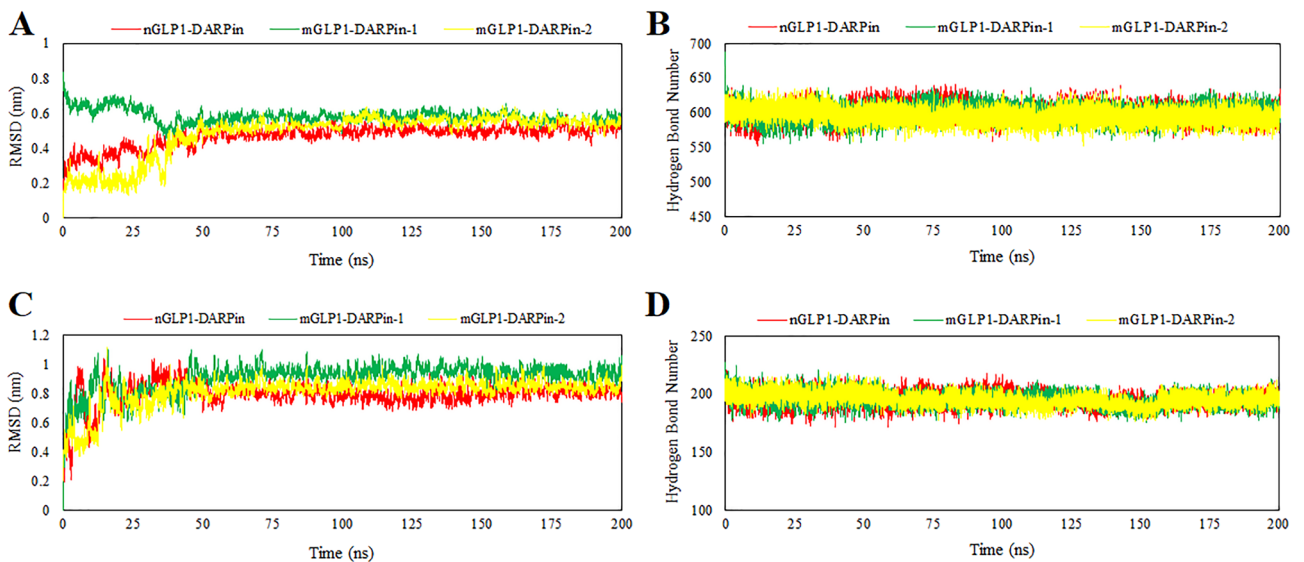 A
nGLP1-DARPin mGLP1-DARPin-1 mGLP1-DARPin-2
RMSD (nm)
1
0.8
0.6
0.4
0.2
0
0 25 50 75 100 125 150 175 200
Time (ns)
B
nGLP1-DARPin mGLP1-DARPin-1 mGLP1-DARPin-2
Hydrogen Bond Number
700
650
600
550
500
450
0 25 50 75 100 125 150 175 200
Time (ns)
C
nGLP1-DARPin mGLP1-DARPin-1 mGLP1-DARPin-2
RMSD (nm)
1.2
1
0.8
0.6
0.4
0.2
0
0 25 50 75 100 125 150 175 200
Time (ns)
D
nGLP1-DARPin mGLP1-DARPin-1 mGLP1-DARPin-2
Hydrogen Bond Number
250
200
150
100
0 25 50 75 100 125 150 175 200
Time (ns)